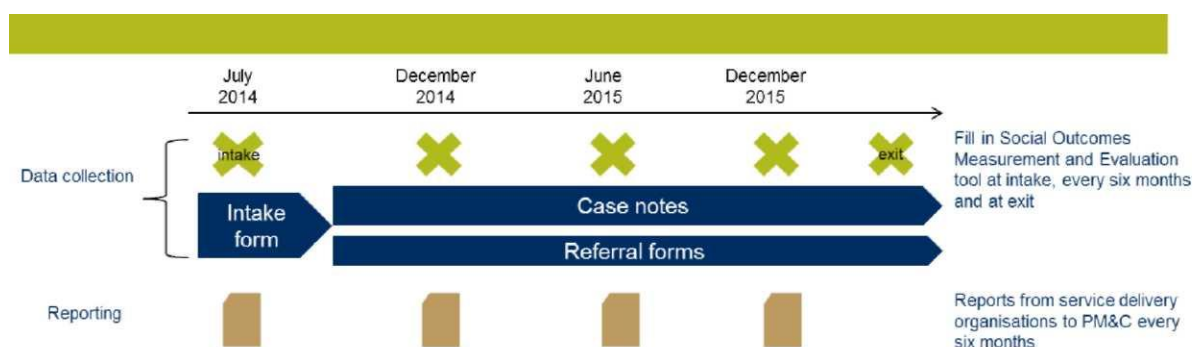 July
2014
December
2014
June
2015
December
2015
intake
exit
Fill in Social Outcomes
Measurement and Evaluation
tool at intake, every six months
and at exit
Data collection
Intake
form
Case notes
Referral forms
Reporting
Reports from service delivery
organisations to PM&C every
six months